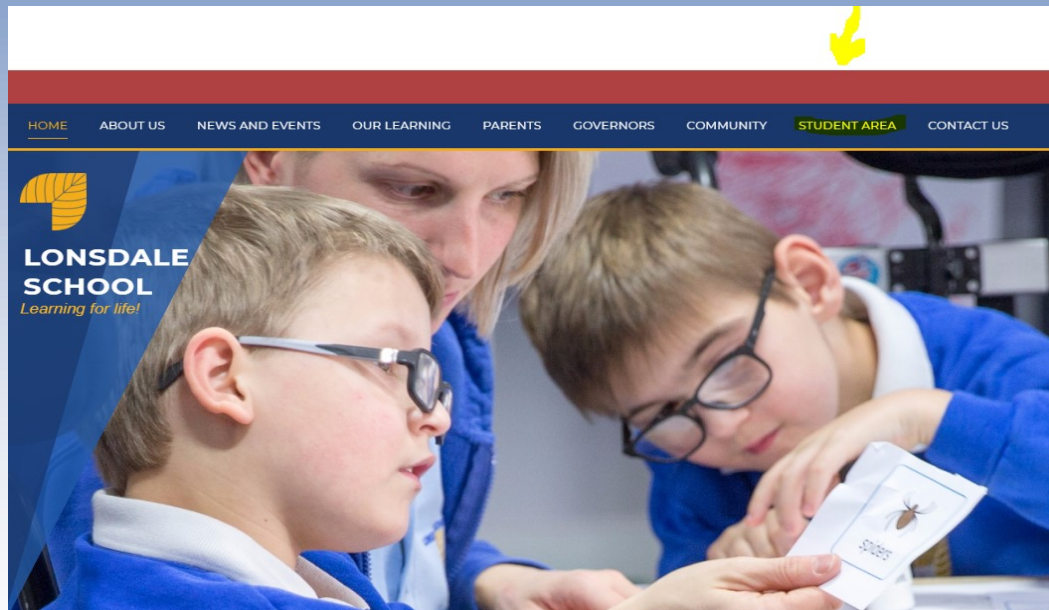 HOME ABOUT US NEWS AND EVENTS OUR LEARNING PARENTS GOVERNORS COMMUNITY STUDENT AREA CONTACT US
LONSDALE
SCHOOL
Learning for life!
spiders